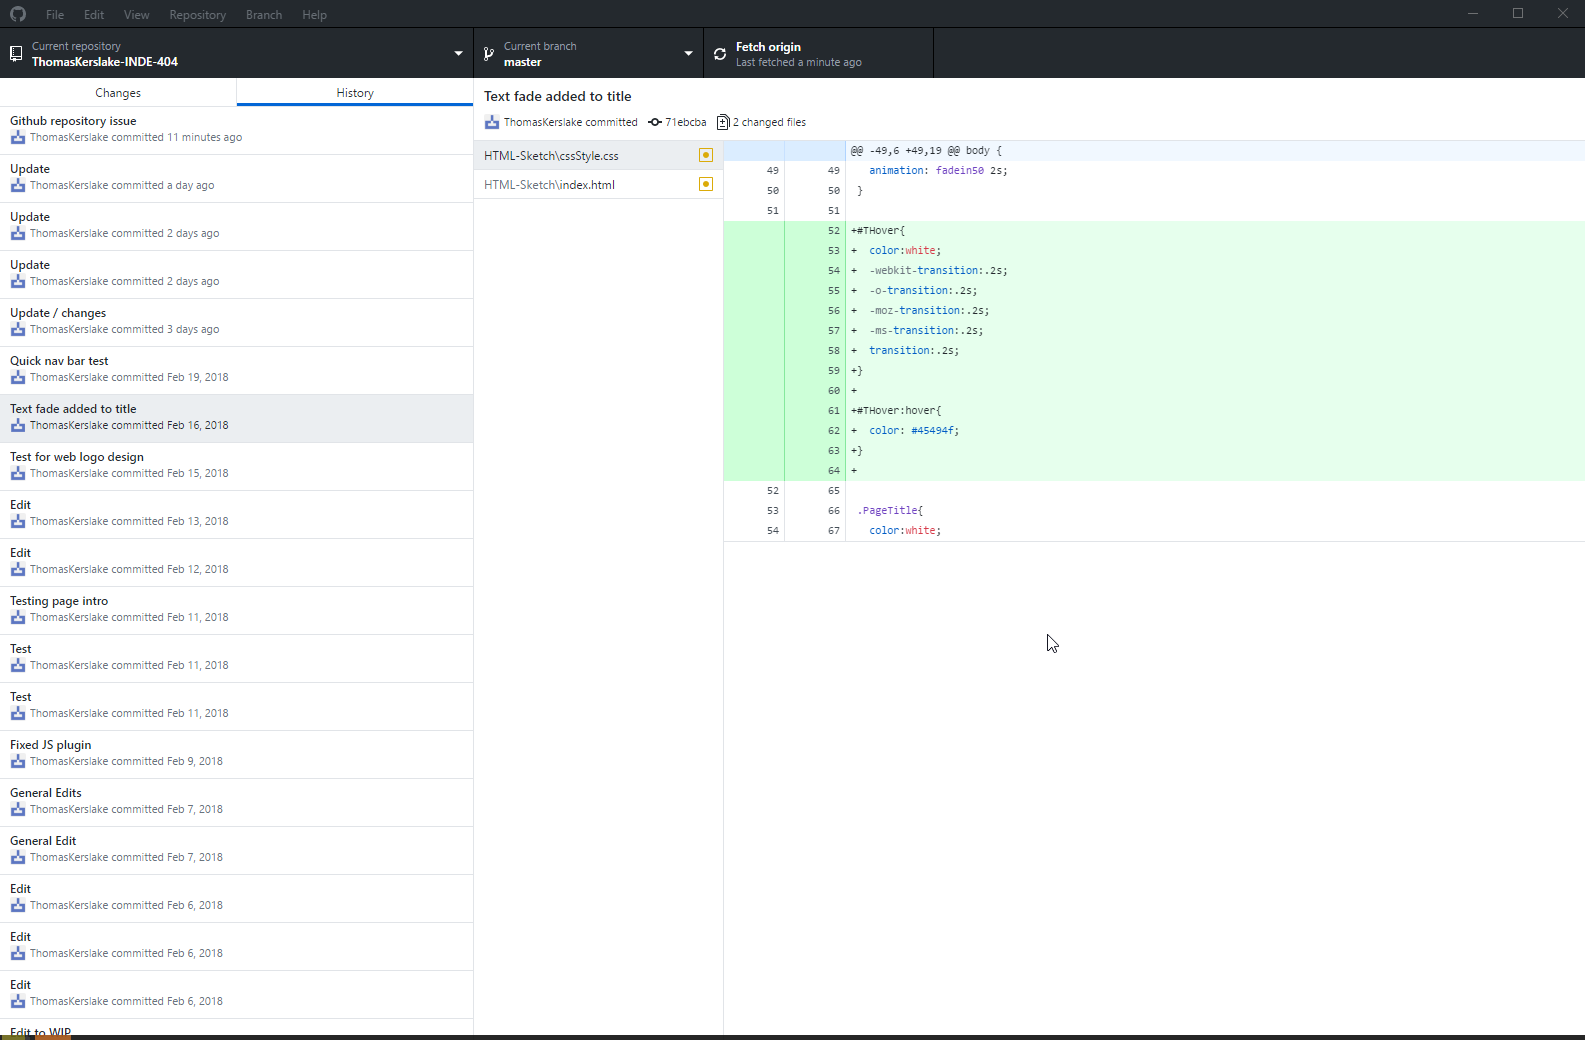 File Edit View Repository Branch Help
Current repository
ThomasKerslake-INDE-404
Current branch
master
Fetch origin
Last fetched a minute ago
Changes
History
Github repository issue
ThomasKerslake committed 11 minutes ago
Update
ThomasKerslake committed a day ago
Update
ThomasKerslake committed 2 days ago
Update
ThomasKerslake committed 2 days ago
Update / changes
ThomasKerslake committed 3 days ago
Quick nav bar test
ThomasKerslake committed Feb 19, 2018
Text fade added to title
ThomasKerslake committed Feb 16, 2018
Test for web logo design
ThomasKerslake committed Feb 15, 2018
Edit
ThomasKerslake committed Feb 13, 2018
Edit
ThomasKerslake committed Feb 12, 2018
Testing page intro
ThomasKerslake committed Feb 11, 2018
Test
ThomasKerslake committed Feb 11, 2018
Test
ThomasKerslake committed Feb 11, 2018
Fixed JS plugin
ThomasKerslake committed Feb 9, 2018
General Edits
ThomasKerslake committed Feb 7, 2018
General Edit
ThomasKerslake committed Feb 7, 2018
Edit
ThomasKerslake committed Feb 6, 2018
Edit
ThomasKerslake committed Feb 6, 2018
Edit
ThomasKerslake committed Feb 6, 2018
Edit to WIP
Text fade added to title
ThomasKerslake committed 71ebcba 2 changed files
HTML-Sketch\cssStyle.css
HTML-Sketch\index.html
@@ -49,6 +49,19 @@ body {
49 49 animation: fadein50 2s;
50 50 }
51 51
52 +#THover{
53 + color:white;
54 + -webkit-transition:.2s;
55 + -o-transition:.2s;
56 + -moz-transition:.2s;
57 + -ms-transition:.2s;
58 + transition:.2s;
59 +}
60 +
61 +#THover:hover{
62 + color: #45494f;
63 +}
64 +
52 65
53 66 .PageTitle{
54 67 color:white;